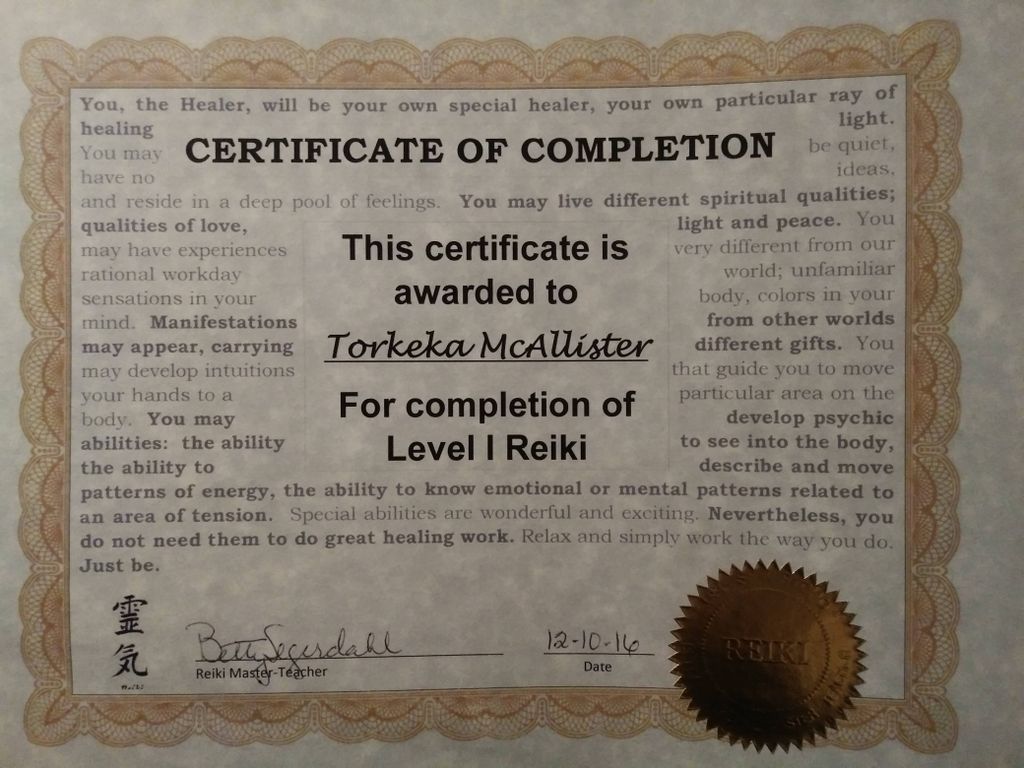 You, the Healer, will be your own special healer, your own particular ray of
healing light.
CERTIFICATE OF COMPLETION
You may be quiet,
have no ideas,
and reside in a deep pool of feelings. You may live different spiritual qualities;
qualities of love, light and peace. You
may have experiences very different from our
rational workday world; unfamiliar
sensations in your body, colors in your
mind. Manifestations from other worlds
may appear, carrying different gifts. You
may develop intuitions that guide you to move
your hands to a particular area on the
body. You may develop psychic
abilities: the ability to see into the body,
the ability to describe and move
This certificate is
awarded to
Torkeka McAllister
For completion of
Level I Reiki
patterns of energy, the ability to know emotional or mental patterns related to
an area of tension. Special abilities are wonderful and exciting. Nevertheless, you
do not need them to do great healing work. Relax and simply work the way you do.
Just be.
霊
気
Reiki
Betty Segersdahl
Reiki Master-Teacher
12-10-16
Date
REIKI